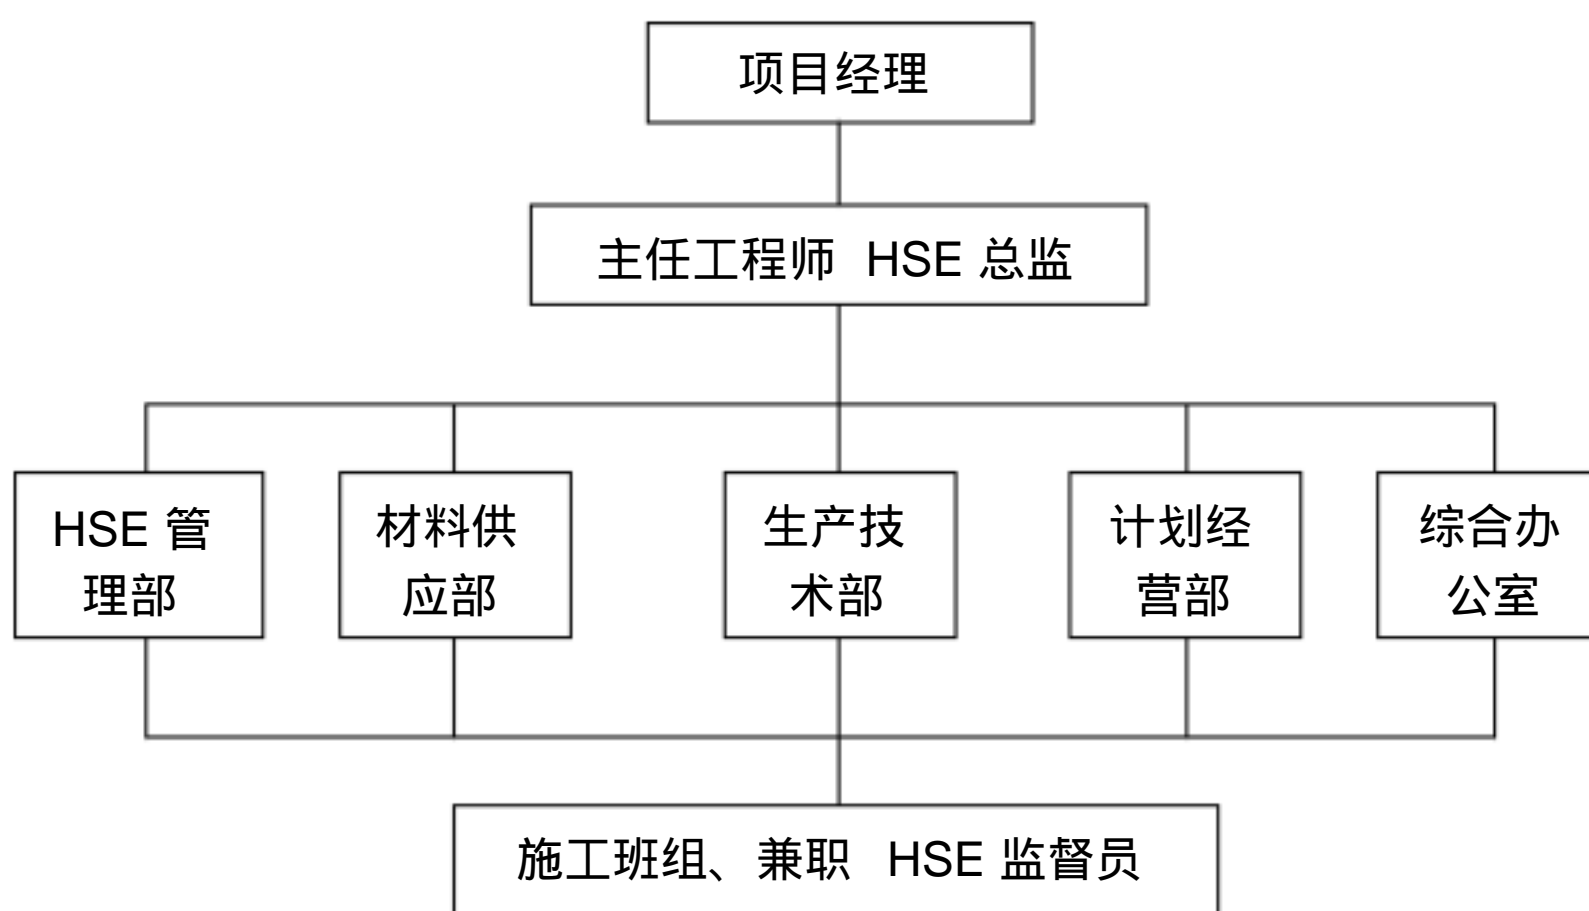 项目经理
主任工程师 HSE 总监
HSE 管
理部
材料供
应部
生产技
术部
计划经
营部
综合办
公室
施工班组、兼职 HSE 监督员